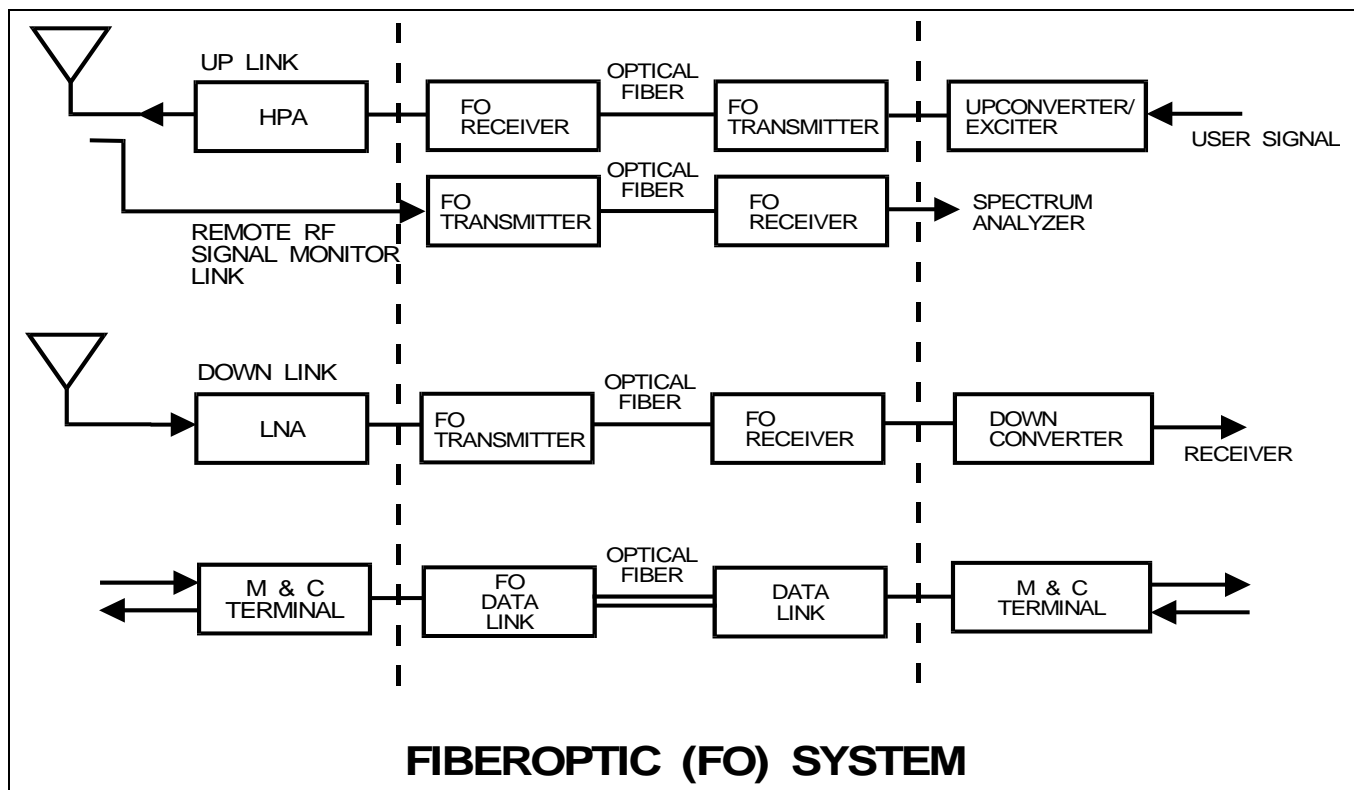 UP LINK
HPA
FO
RECEIVER
OPTICAL
FIBER
FO
TRANSMITTER
UPCONVERTER/
EXCITER
USER SIGNAL
REMOTE RF
SIGNAL MONITOR
LINK
FO
TRANSMITTER
OPTICAL
FIBER
FO
RECEIVER
SPECTRUM
ANALYZER
DOWN LINK
LNA
FO
TRANSMITTER
OPTICAL
FIBER
FO
RECEIVER
DOWN
CONVERTER
RECEIVER
M & C
TERMINAL
FO
DATA
LINK
OPTICAL
FIBER
DATA
LINK
M & C
TERMINAL
FIBEROPTIC (FO) SYSTEM